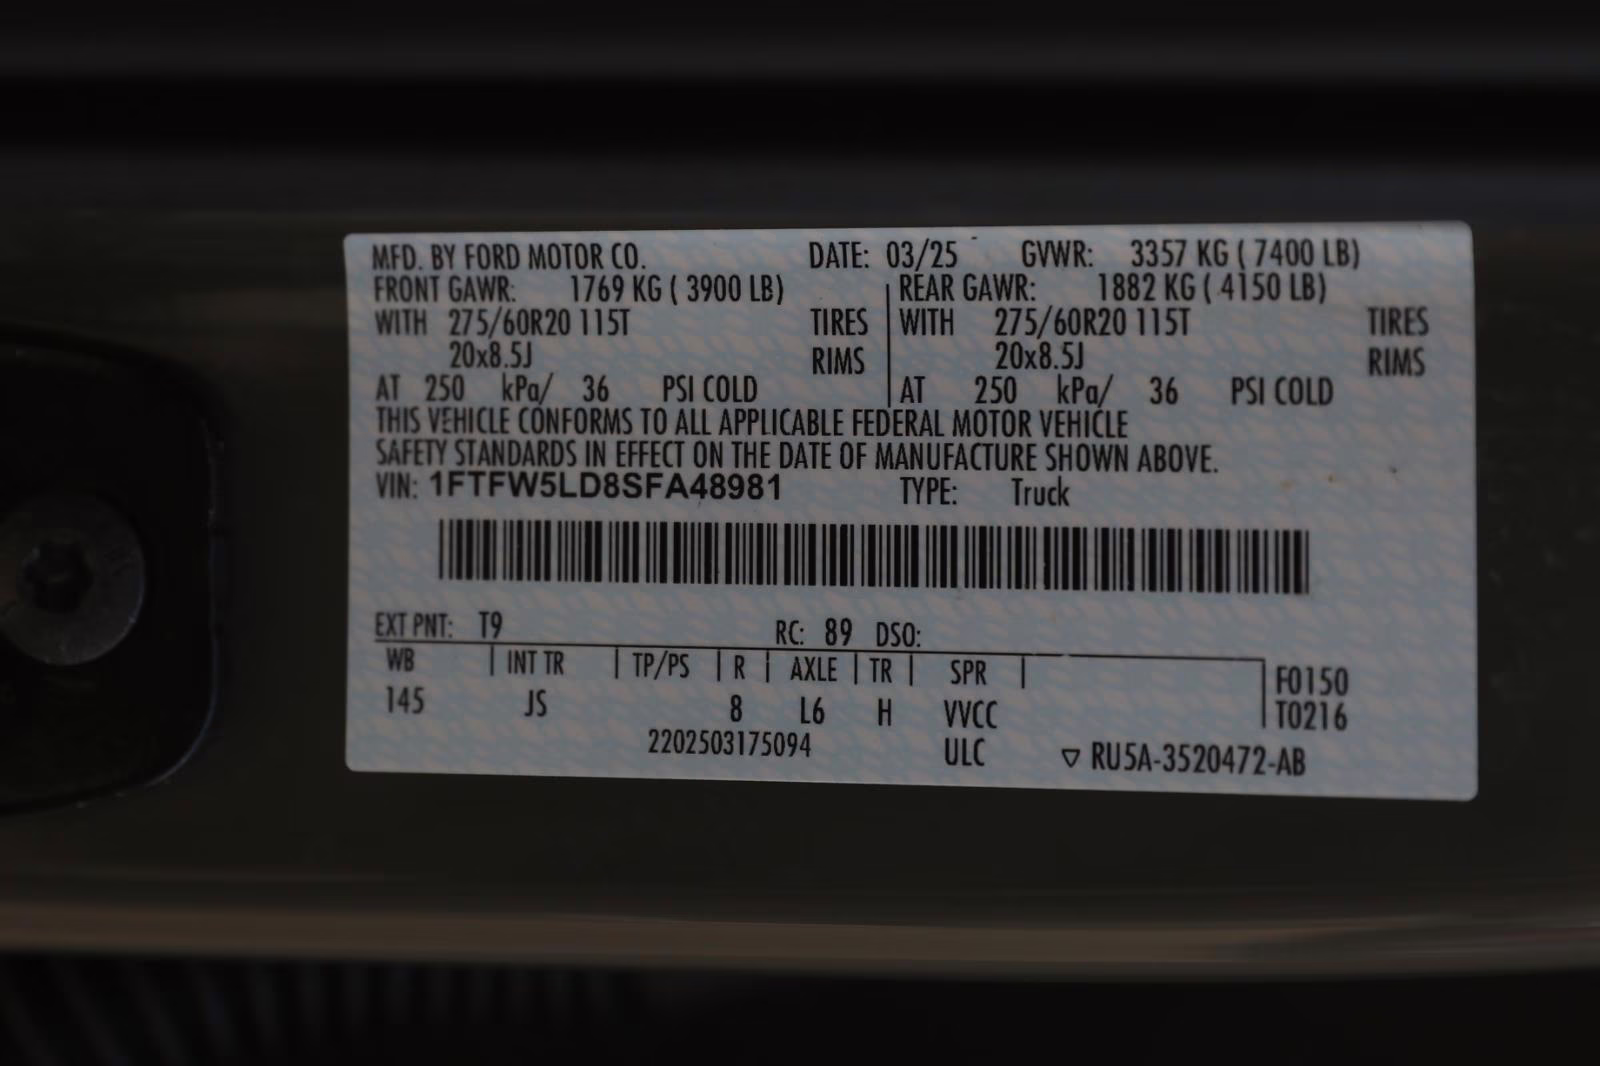 MFD. BY FORD MOTOR CO. DATE: 03/25 GVWR: 3357 KG ( 7400 LB)
FRONT GAWR: 1769 KG ( 3900 LB) REAR GAWR: 1882 KG ( 4150 LB)
WITH 275/60R20 115T TIRES WITH 275/60R20 115T TIRES
20x8.5J RIMS 20x8.5J RIMS
AT 250 kPa/ 36 PSI COLD AT 250 kPa/ 36 PSI COLD
THIS VEHICLE CONFORMS TO ALL APPLICABLE FEDERAL MOTOR VEHICLE
SAFETY STANDARDS IN EFFECT ON THE DATE OF MANUFACTURE SHOWN ABOVE.
VIN: 1FTFW5LD8SFA48981 TYPE: Truck
EXT PNT: T9 RC: 89 DSO:
WB | INT TR | TP/PS | R | AXLE | TR | SPR | F0150
145 JS 8 L6 H VVCC T0216
2202503175094 ULC ▽ RU5A-3520472-AB